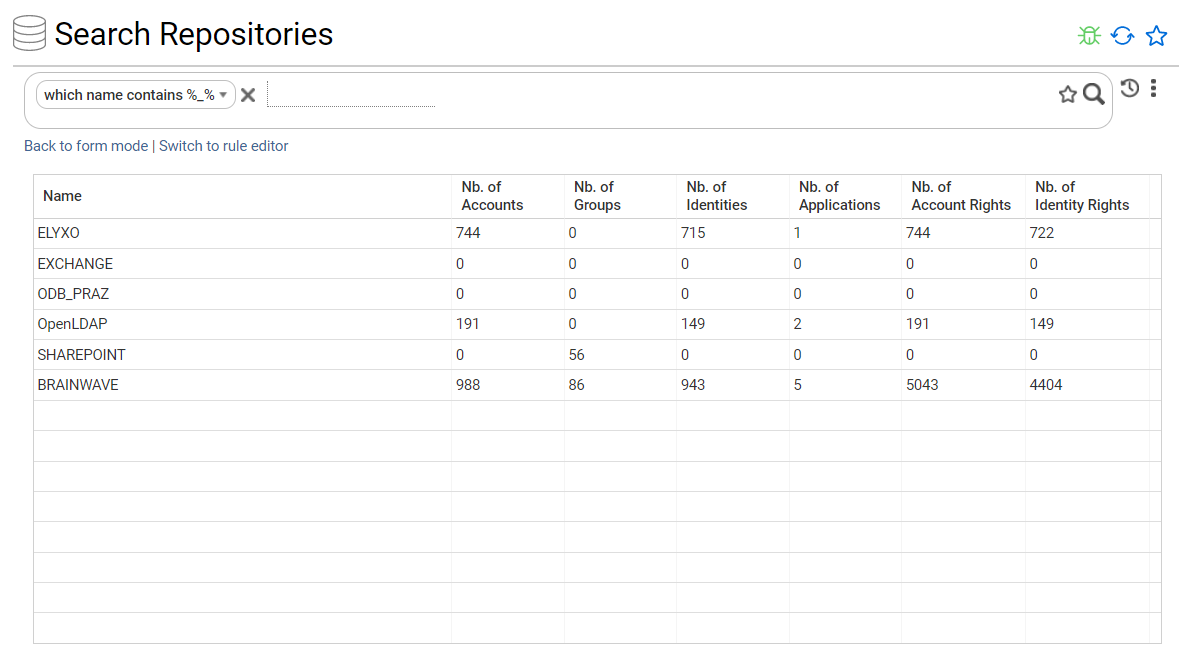 Search Repositories
which name contains %_%
Back to form mode | Switch to rule editor
Name Nb. of Accounts Nb. of Groups Nb. of Identities Nb. of Applications Nb. of Account Rights Nb. of Identity Rights
ELYXO 744 0 715 1 744 722
EXCHANGE 0 0 0 0 0 0
ODB_PRAZ 0 0 0 0 0 0
OpenLDAP 191 0 149 2 191 149
SHAREPOINT 0 56 0 0 0 0
BRAINWAVE 988 86 943 5 5043 4404